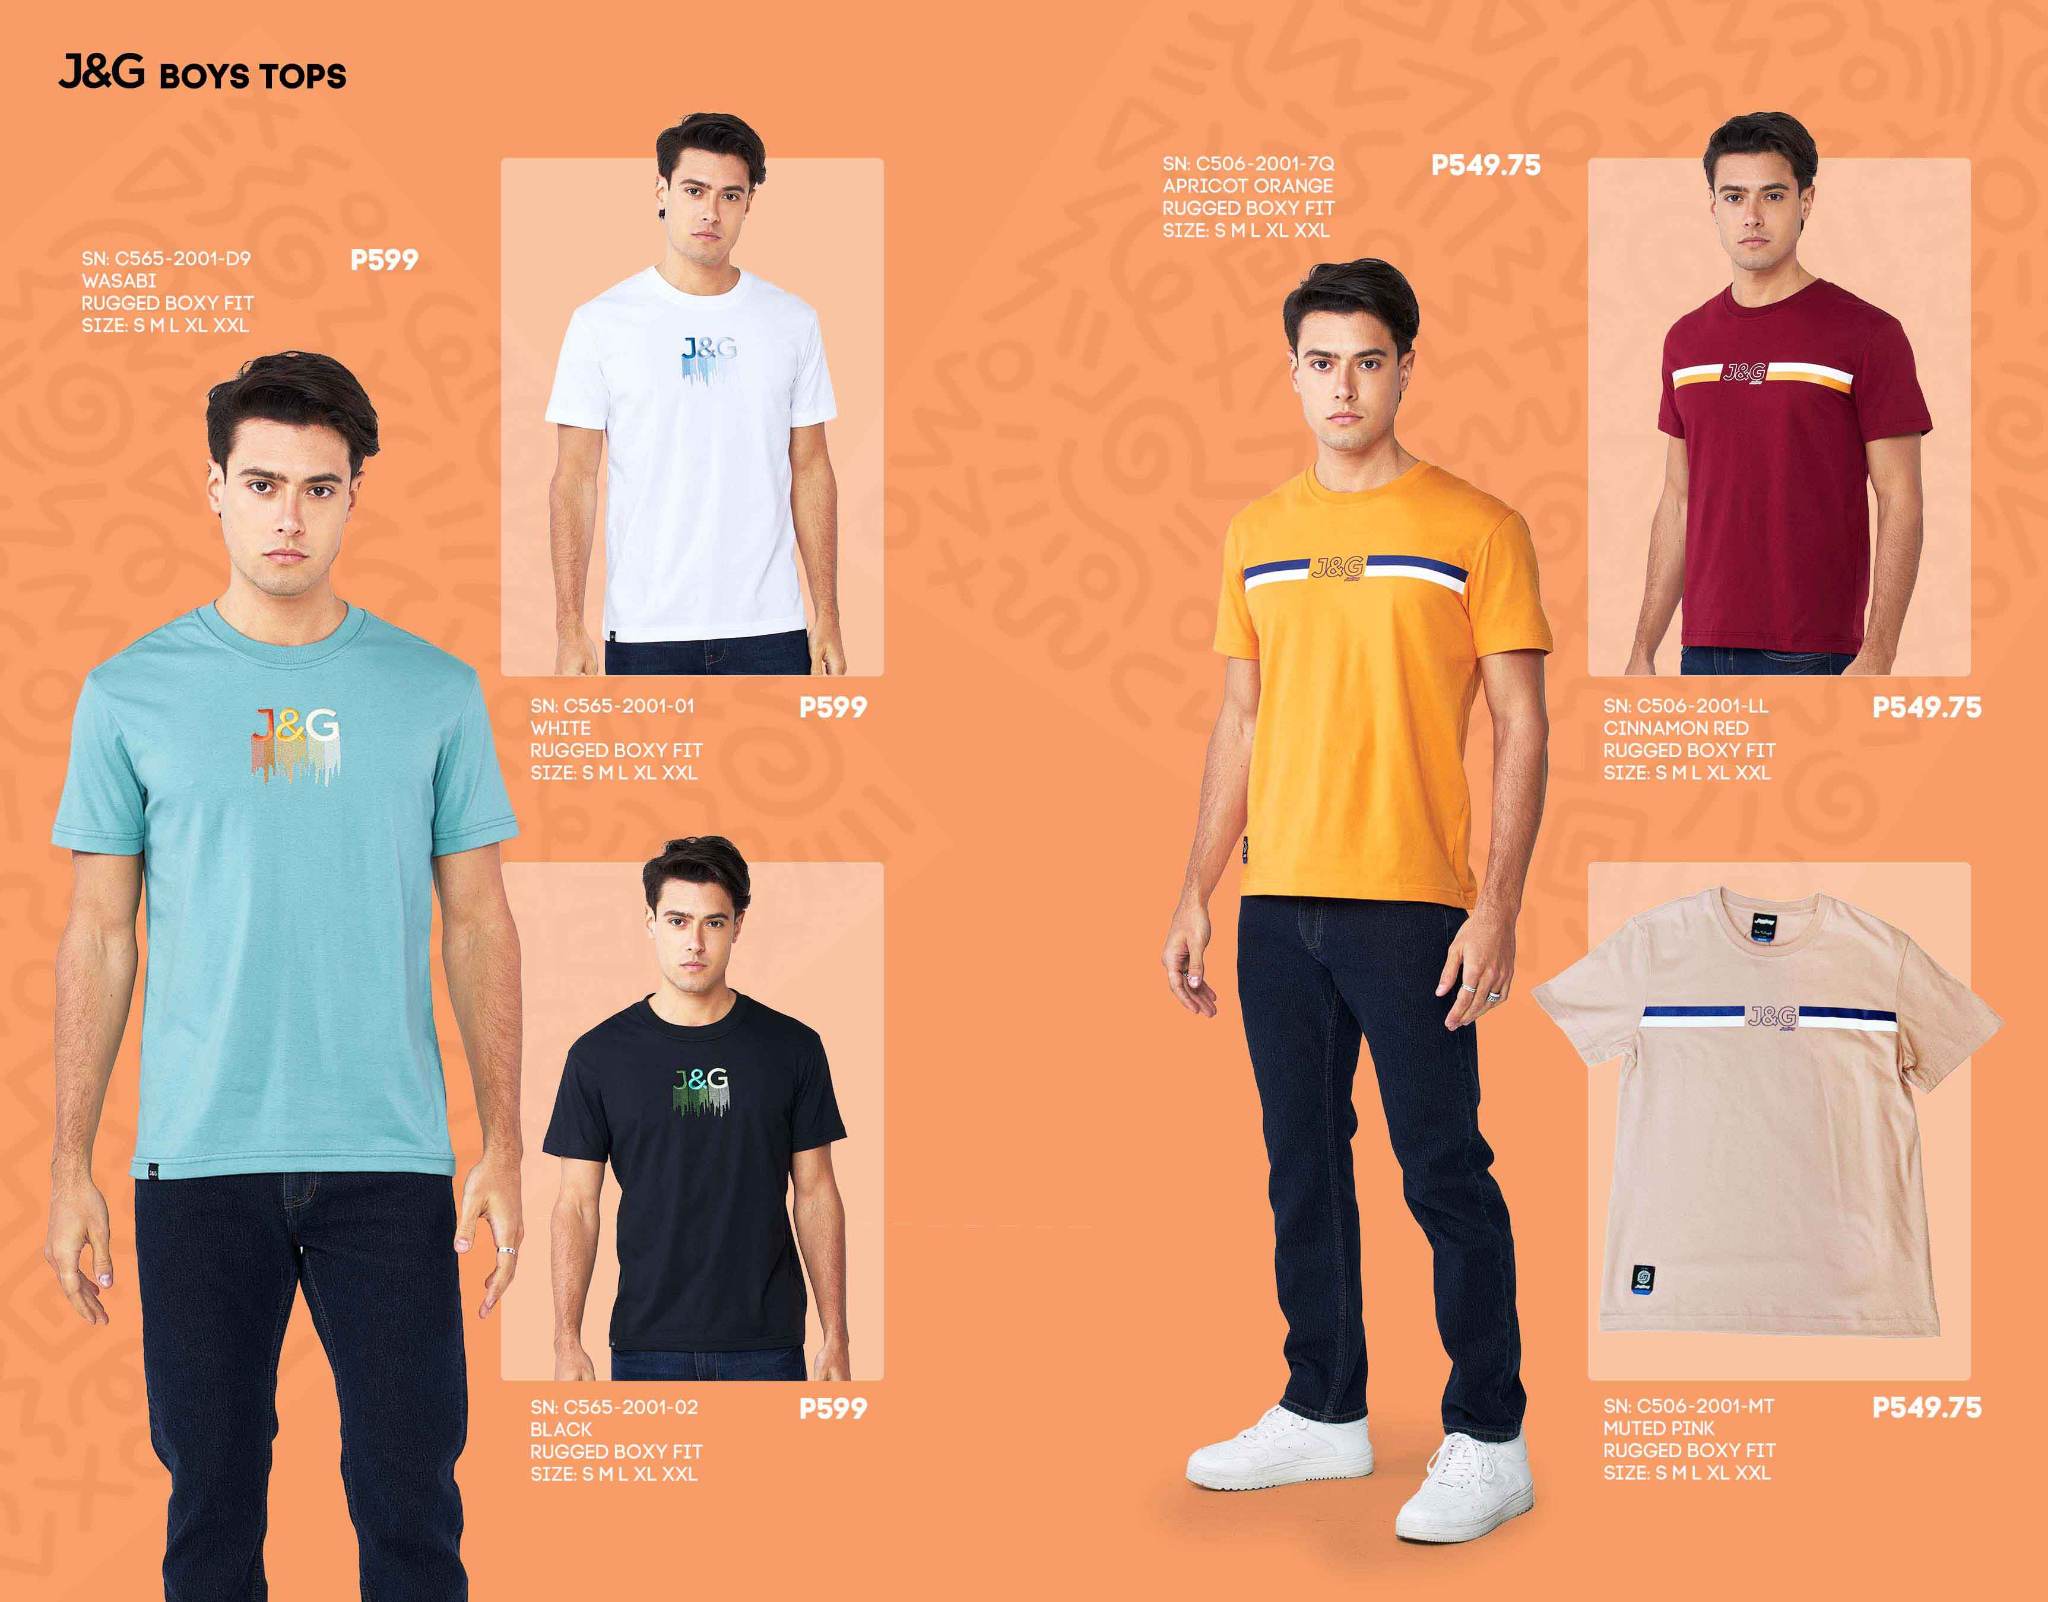 J&G BOYS TOPS
SN: C565-2001-D9
WASABI
RUGGED BOXY FIT
SIZE: S M L XL XXL
P599
J&G
J&G
SN: C565-2001-01
WHITE
RUGGED BOXY FIT
SIZE: S M L XL XXL
P599
J&G
SN: C565-2001-02
BLACK
RUGGED BOXY FIT
SIZE: S M L XL XXL
P599
SN: C506-2001-7Q
APRICOT ORANGE
RUGGED BOXY FIT
SIZE: S M L XL XXL
P549.75
J&G
J&G
SN: C506-2001-LL
CINNAMON RED
RUGGED BOXY FIT
SIZE: S M L XL XXL
P549.75
J&G
SN: C506-2001-MT
MUTED PINK
RUGGED BOXY FIT
SIZE: S M L XL XXL
P549.75